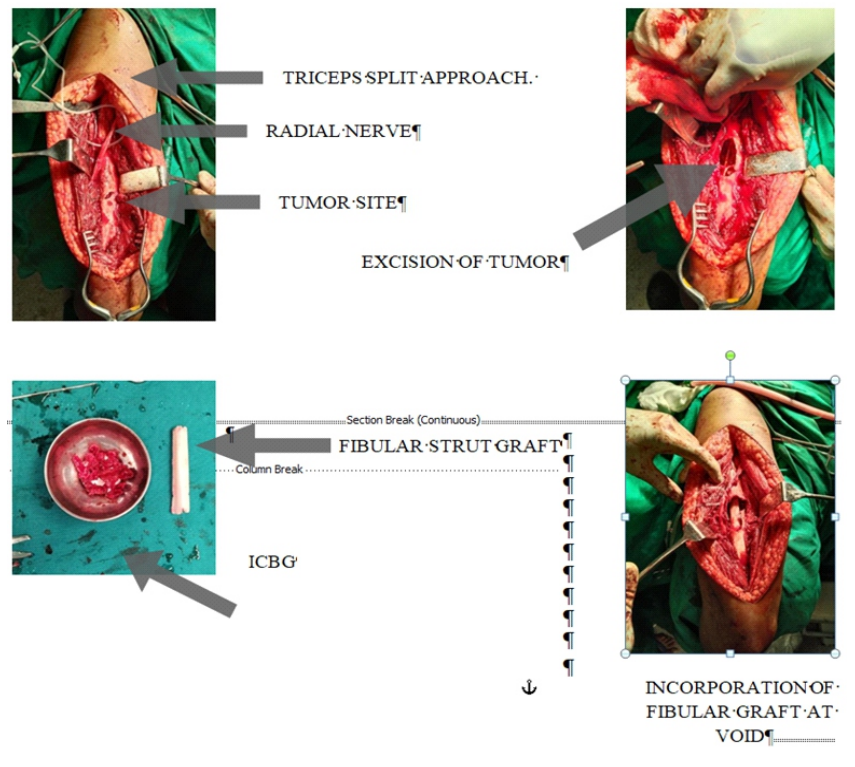 TRICEPS SPLIT APPROACH.
RADIAL NERVE¶
TUMOR SITE¶
EXCISION OF TUMOR¶
Section Break (Continuous)
¶
FIBULAR STRUT GRAFT¶
Column Break
¶
¶
¶
¶
¶
¶
¶
¶
¶
¶
ICBG
INCORPORATION OF
FIBULAR GRAFT AT
VOID¶